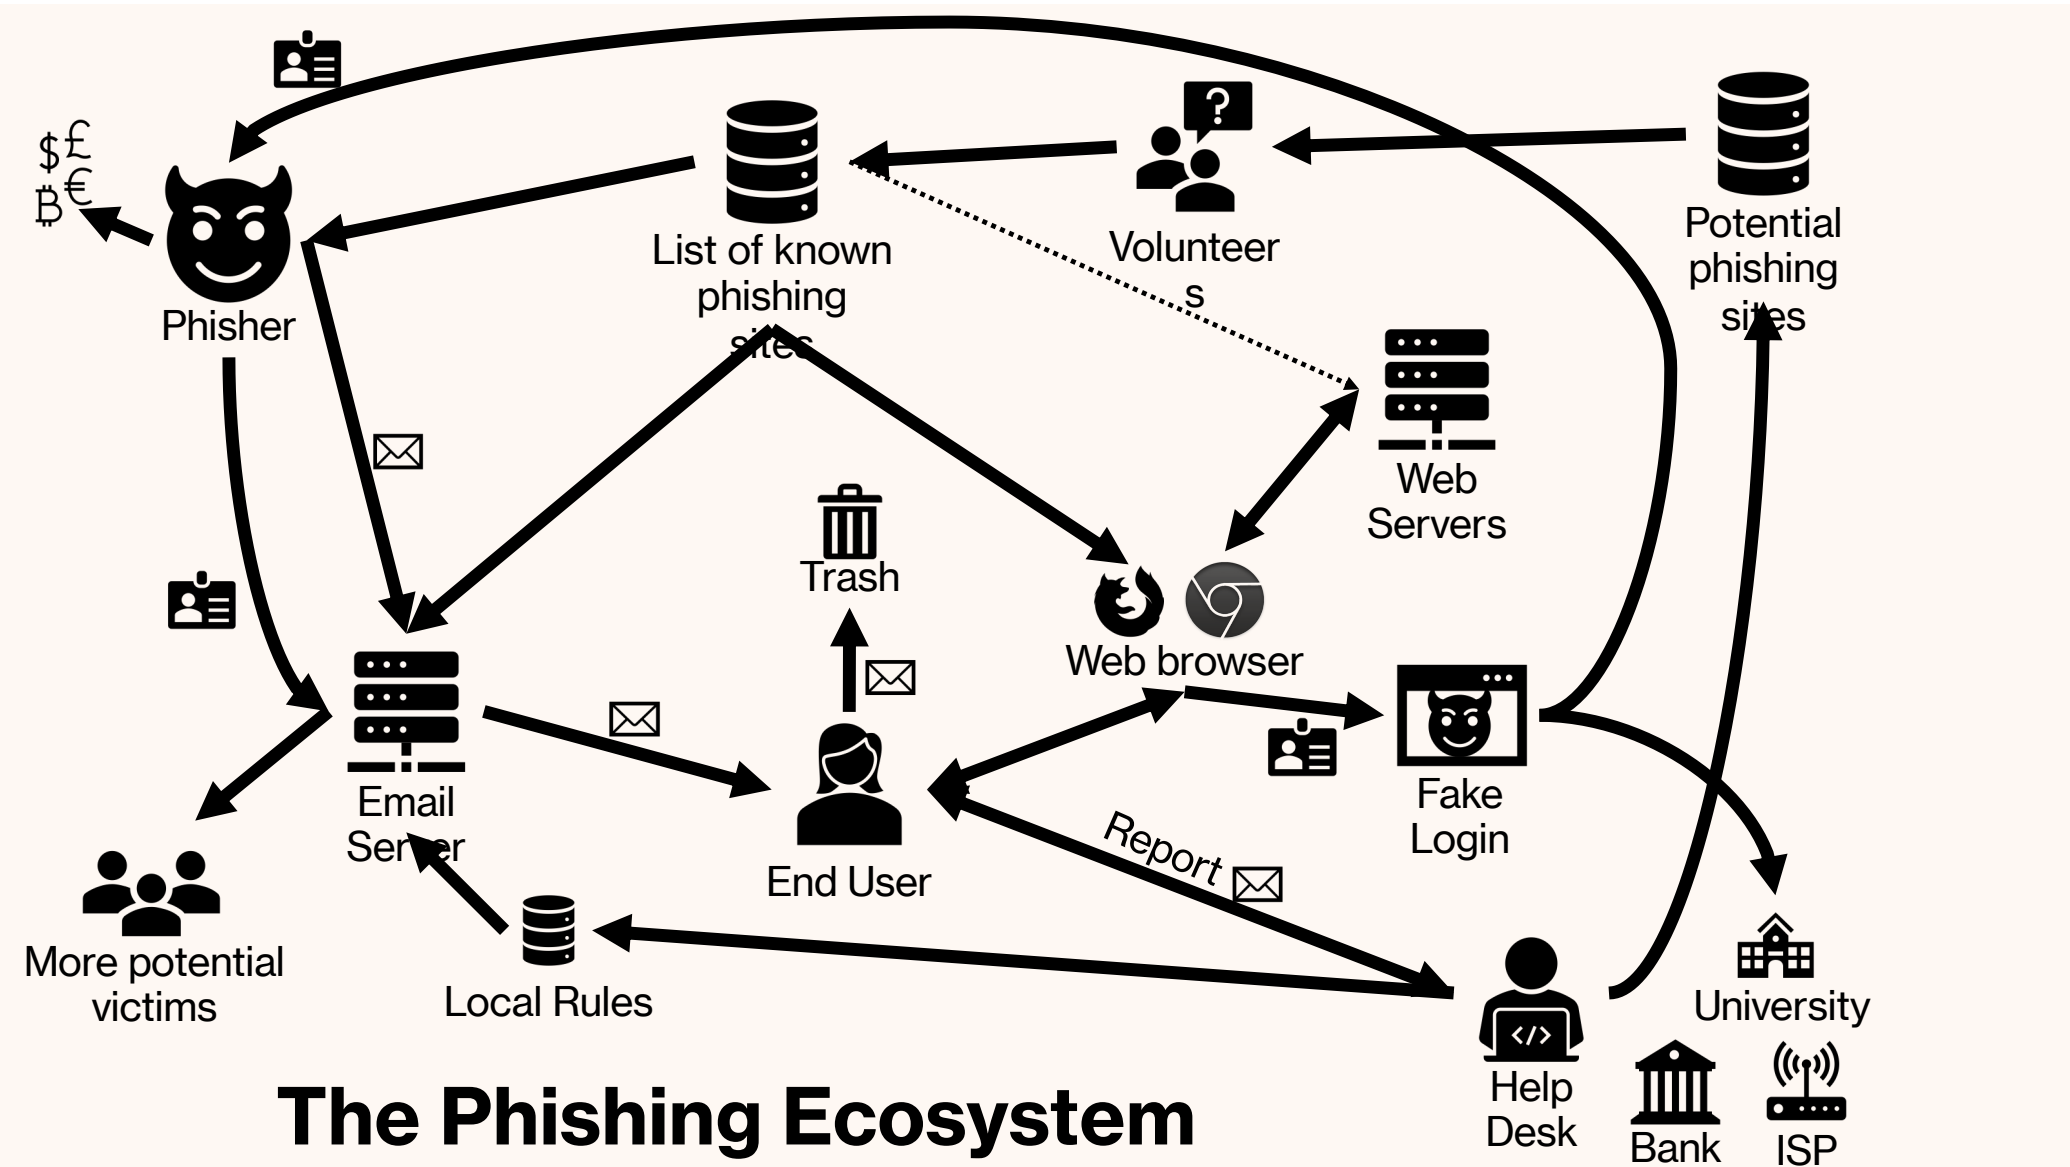 $£
₿€
Phisher
List of known
phishing
sites
Volunteer
s
Potential
phishing
sites
Web
Servers
Trash
Web browser
Fake
Login
Email
Server
End User
Report
More potential
victims
Local Rules
</>
Help
Desk
University
Bank
ISP
?
The Phishing Ecosystem